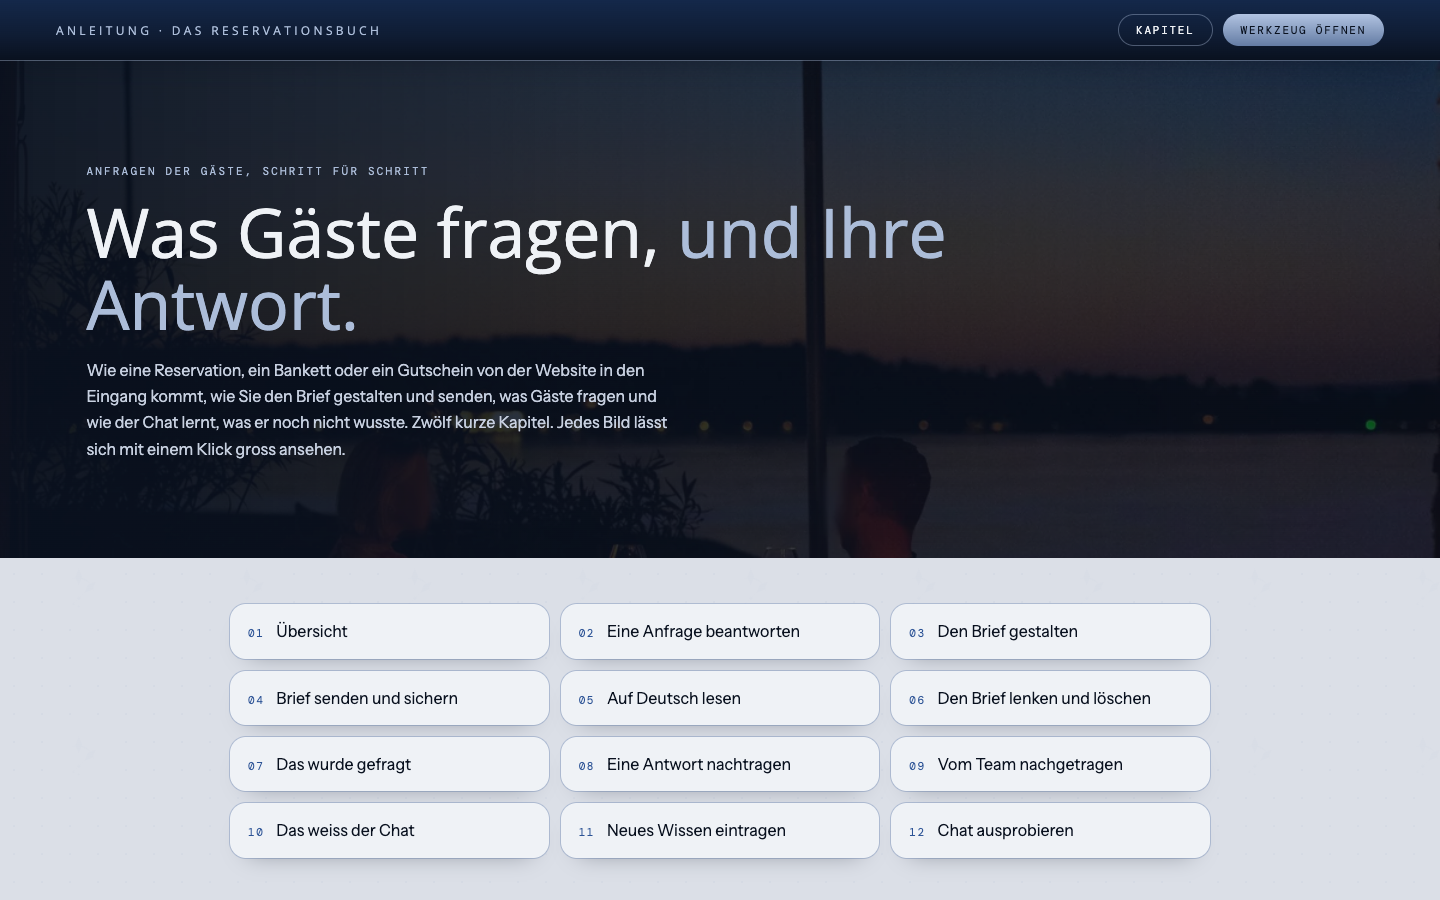 ANLEITUNG · DAS RESERVATIONSBUCH
KAPITEL
WERKZEUG ÖFFNEN
ANFRAGEN DER GÄSTE, SCHRITT FÜR SCHRITT
Was Gäste fragen, und Ihre
Antwort.
Wie eine Reservation, ein Bankett oder ein Gutschein von der Website in den
Eingang kommt, wie Sie den Brief gestalten und senden, was Gäste fragen und
wie der Chat lernt, was er noch nicht wusste. Zwölf kurze Kapitel. Jedes Bild lässt
sich mit einem Klick gross ansehen.
01 Übersicht
02 Eine Anfrage beantworten
03 Den Brief gestalten
04 Brief senden und sichern
05 Auf Deutsch lesen
06 Den Brief lenken und löschen
07 Das wurde gefragt
08 Eine Antwort nachtragen
09 Vom Team nachgetragen
10 Das weiss der Chat
11 Neues Wissen eintragen
12 Chat ausprobieren